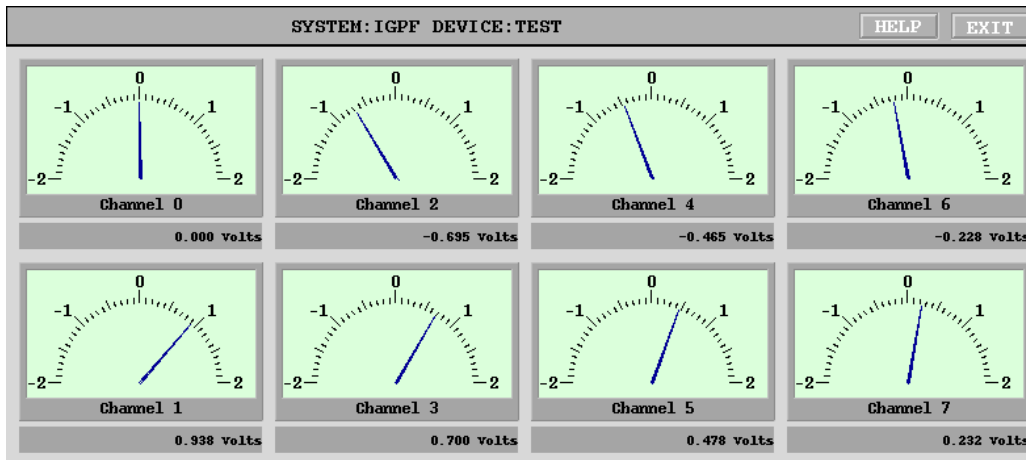 SYSTEM:IGPF DEVICE:TEST HELP EXIT
0 0 0 0
-1 1 -1 1 -1 1 -1 1
-2 2 -2 2 -2 2 -2 2
Channel 0 Channel 2 Channel 4 Channel 6
0.000 Volts -0.695 Volts -0.465 Volts -0.228 Volts
0 0 0 0
-1 1 -1 1 -1 1 -1 1
-2 2 -2 2 -2 2 -2 2
Channel 1 Channel 3 Channel 5 Channel 7
0.938 Volts 0.700 Volts 0.478 Volts 0.232 Volts